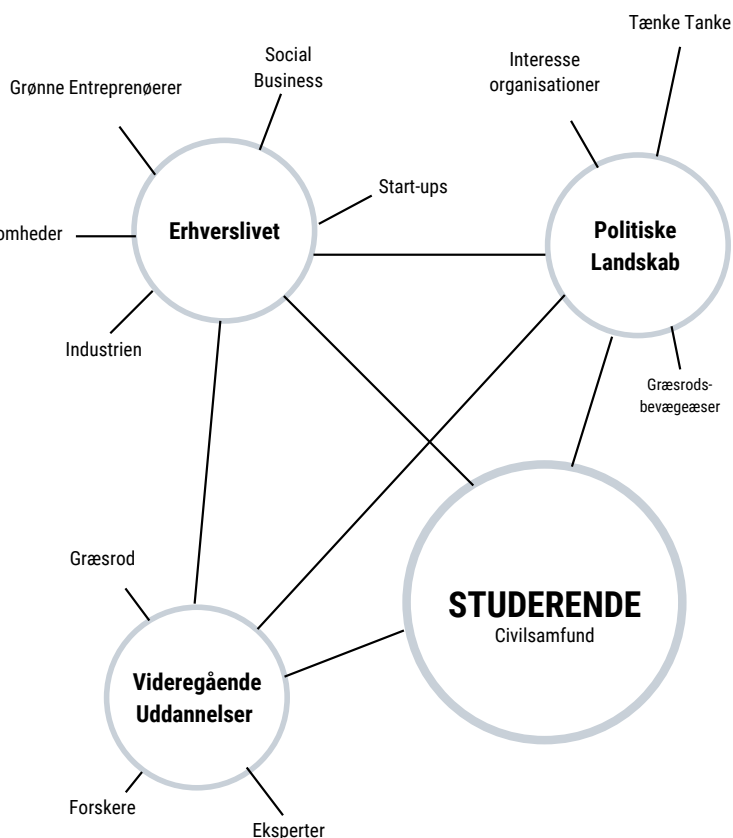 Tænke Tanke
Social
Business
Interesse
organisationer
Grønne Entreprenøerer
Start-ups
Erhverslivet
Politiske
Landskab
Industrien
Græsrods-
bevægeæser
Græsrod
STUDERENDE
Civilsamfund
Videregående
Uddannelser
Forskere
Eksperter